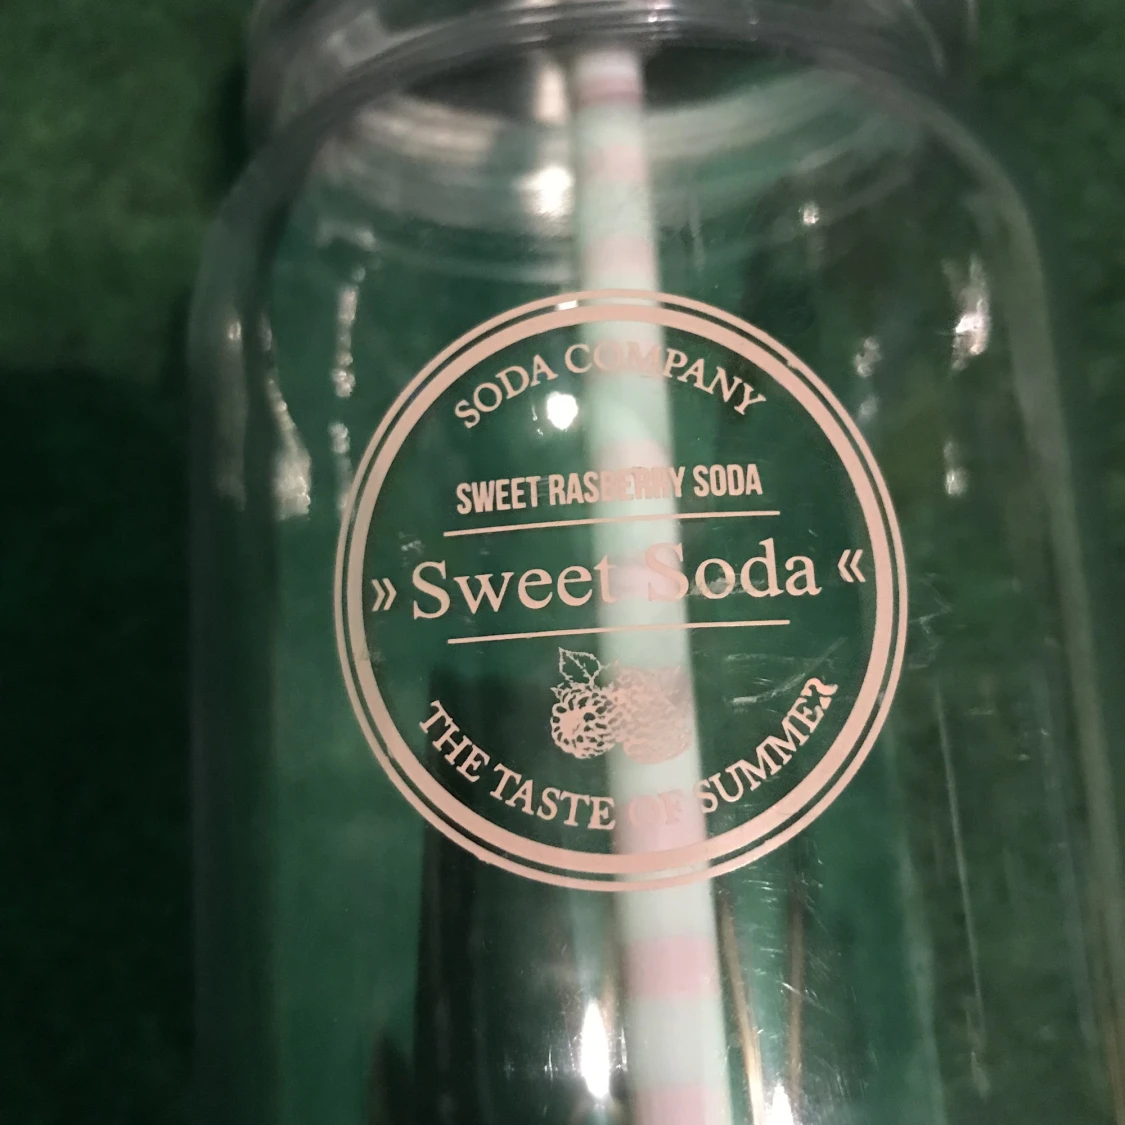 SODA COMPANY
SWEET RASBERRY SODA
» Sweet Soda «
THE TASTE OF SUMMER